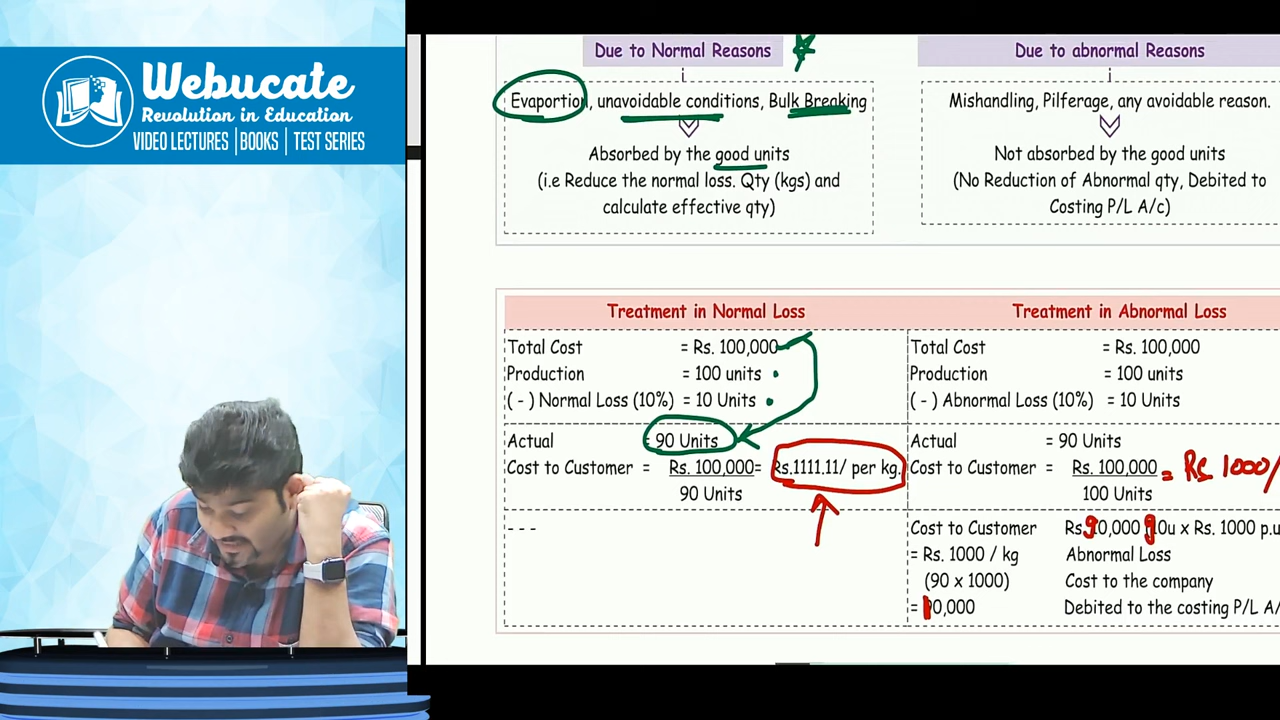 Webucate
Revolution in Education
VIDEO LECTURES | BOOKS | TEST SERIES
Due to Normal Reasons
Evaportion, unavoidable conditions, Bulk Breaking
Absorbed by the good units
(i.e Reduce the normal loss. Qty (kgs) and
calculate effective qty)
Due to abnormal Reasons
Mishandling, Pilferage, any avoidable reason.
Not absorbed by the good units
(No Reduction of Abnormal qty, Debited to
Costing P/L A/c)
Treatment in Normal Loss
Total Cost = Rs. 100,000
Production = 100 units
( - ) Normal Loss (10%) = 10 Units
Actual = 90 Units
Cost to Customer = Rs. 100,000 = Rs.1111.11/ per kg.
90 Units
- - -
Treatment in Abnormal Loss
Total Cost = Rs. 100,000
Production = 100 units
( - ) Abnormal Loss (10%) = 10 Units
Actual = 90 Units
Cost to Customer = Rs. 100,000 = Rs 1000/
100 Units
Cost to Customer
= Rs. 1000 / kg
(90 x 1000)
=
x Rs. 1000 p.u
Abnormal Loss
Cost to the company
Debited to the costing P/L A/